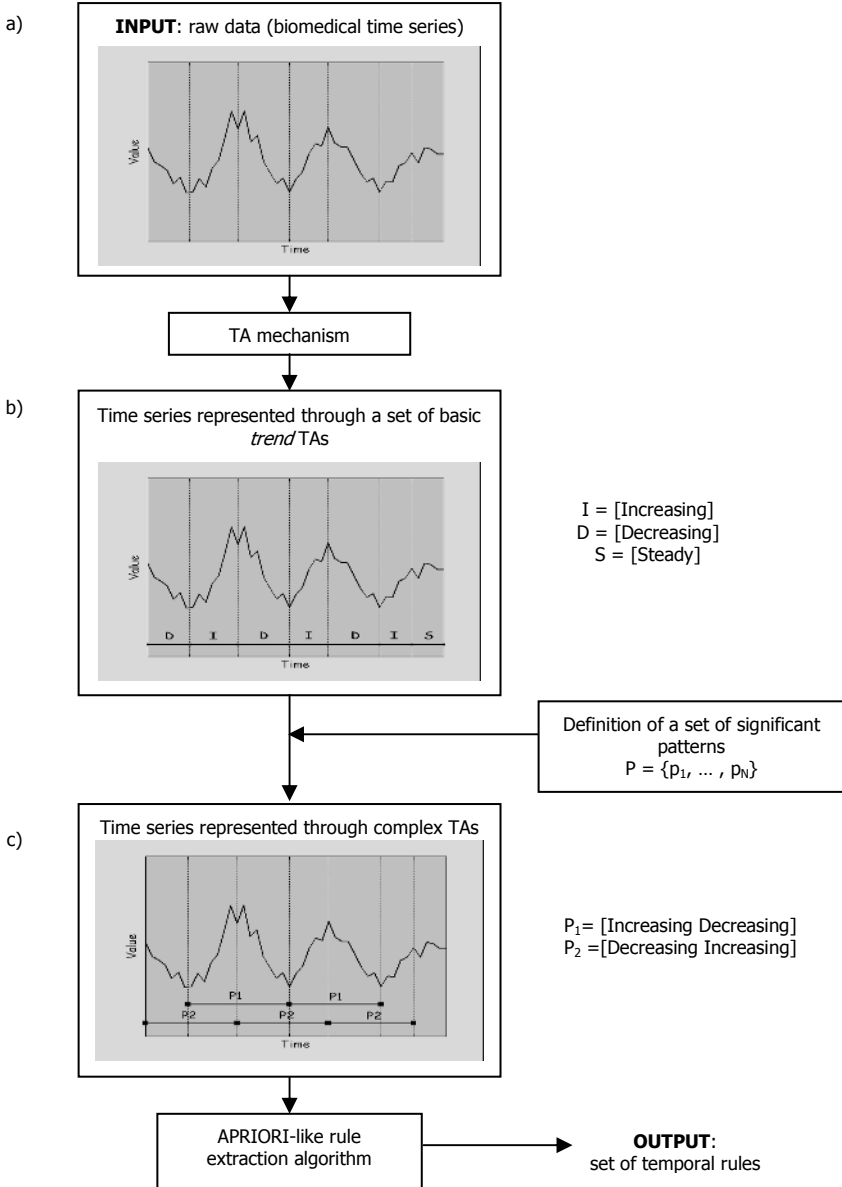 a)
INPUT: raw data (biomedical time series)
Value
Time
TA mechanism
b)
Time series represented through a set of basic
trend TAs
Value
D I D I D I S
Time
I = [Increasing]
D = [Decreasing]
S = [Steady]
Definition of a set of significant
patterns
P = {p₁, ... , pN}
c)
Time series represented through complex TAs
Value
P1 P1
P2 P2 P2
Time
P₁= [Increasing Decreasing]
P₂ =[Decreasing Increasing]
APRIORI-like rule
extraction algorithm
OUTPUT:
set of temporal rules